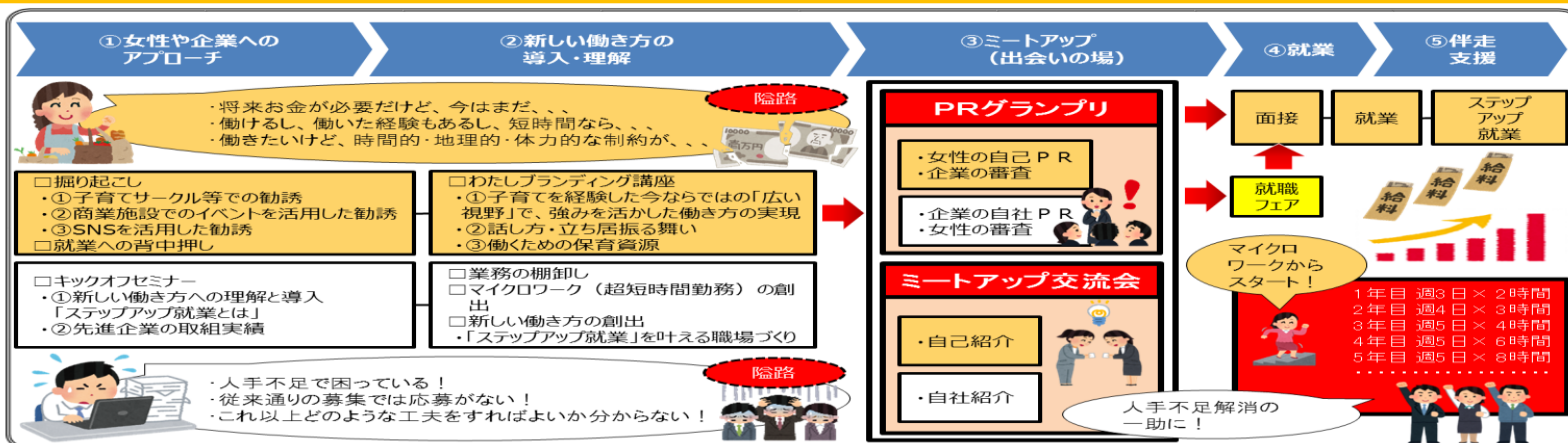 ①女性や企業への
アプローチ
②新しい働き方の
導入・理解
③ミートアップ
(出会いの場)
④就業
⑤伴走
支援
・将来お金が必要だけど、今はまだ、、、
・働けるし、働いた経験もあるし、短時間なら、、、
・働きたいけど、時間的・地理的・体力的な制約が、、、
隘路
□掘り起こし
・①子育てサークル等での勧誘
・②商業施設でのイベントを活用した勧誘
・③SNSを活用した勧誘
□就業への背中押し
□わたしブランディング講座
・①子育てを経験した今ならではの「広い
視野」で、強みを活かした働き方の実現
・②話し方・立ち居振る舞い
・③働くための保育資源
□キックオフセミナー
・①新しい働き方への理解と導入
「ステップアップ就業とは」
・②先進企業の取組実績
□業務の棚卸し
□マイクロワーク（超短時間勤務）の創
出
□新しい働き方の創出
・「ステップアップ就業」を叶える職場づくり
・人手不足で困っている！
・従来通りの募集では応募がない！
・これ以上どのような工夫をすればよいか分からない！
隘路
PRグランプリ
・女性の自己ＰＲ
・企業の審査
・企業の自社ＰＲ
・女性の審査
ミートアップ交流会
・自己紹介
・自社紹介
面接
就業
ステップ
アップ
就業
就職
フェア
給料
給料
給料
マイクロ
ワークから
スタート！
1年目 週3日×2時間
2年目 週4日×3時間
3年目 週5日×4時間
4年目 週5日×6時間
5年目 週5日×8時間
人手不足解消の
一助に！